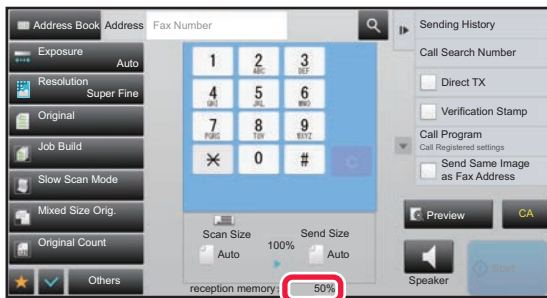 Address Book Address Fax Number
Exposure
Auto
Resolution
Super Fine
Original
Job Build
Slow Scan Mode
Mixed Size Orig.
Original Count
Others
1 2 3
ABC DEF
4 5 6
GHI JKL MNO
7 8 9
PQRS TUV WXYZ
0 #
C
Scan Size
Auto
100%
Send Size
Auto
reception memory: 50%
Sending History
Call Search Number
Direct TX
Verification Stamp
Call Program
Call Registered settings
Send Same Image
as Fax Address
Preview
CA
Speaker
Start